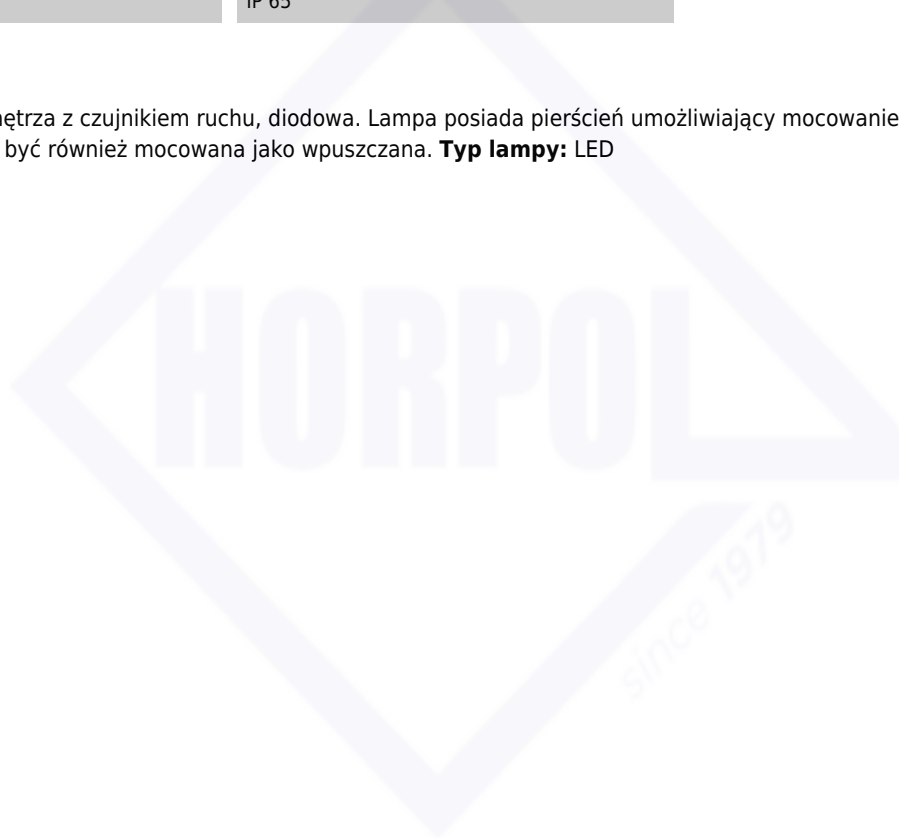 IP 65
nętrza z czujnikiem ruchu, diodowa. Lampa posiada pierścień umożliwiający mocowanie
być również mocowana jako wpuszczana. Typ lampy: LED
HORPOL
since 1979